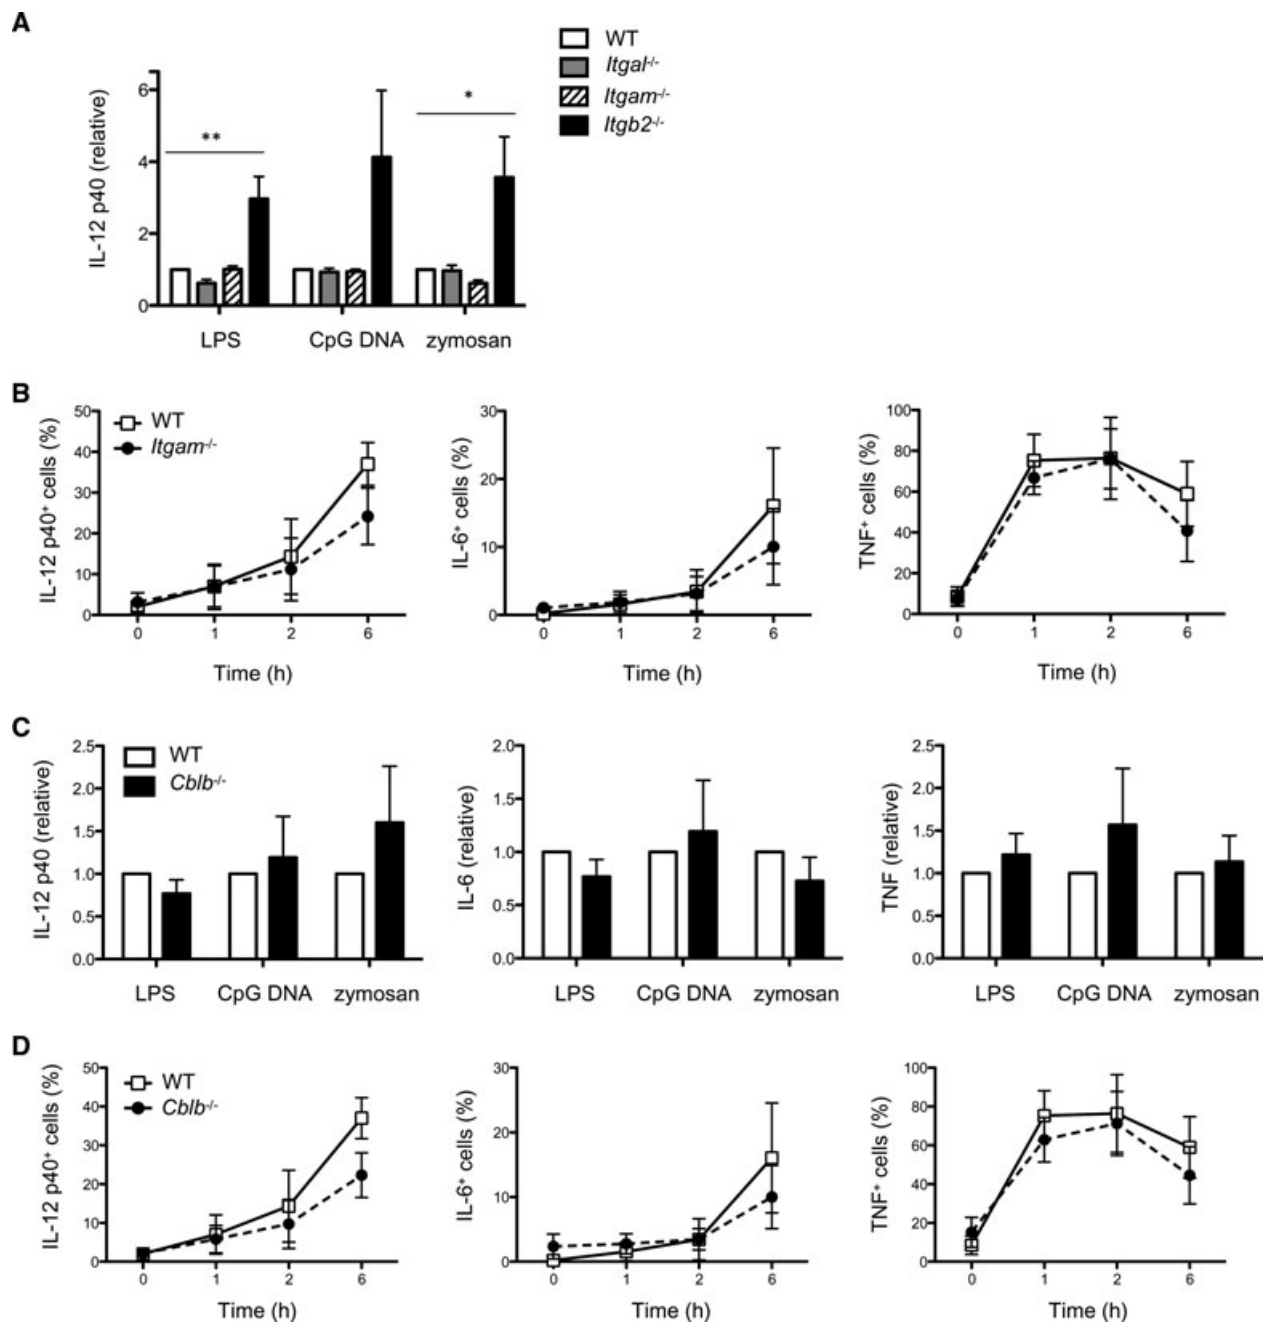 A
WT
Itgal-/-
Itgam-/-
Itgb2-/-
IL-12 p40 (relative)
6
4
2
0
**
*
LPS CpG DNA zymosan
B
WT
Itgam-/-
IL-12 p40+ cells (%)
50
40
30
20
10
0
0 1 2 6
Time (h)
IL-6+ cells (%)
30
20
10
0
0 1 2 6
Time (h)
TNF+ cells (%)
100
80
60
40
20
0
0 1 2 6
Time (h)
C
WT
Cblb-/-
IL-12 p40 (relative)
2.5
2.0
1.5
1.0
0.5
0.0
LPS CpG DNA zymosan
IL-6 (relative)
2.0
1.5
1.0
0.5
0.0
LPS CpG DNA zymosan
TNF (relative)
2.5
2.0
1.5
1.0
0.5
0.0
LPS CpG DNA zymosan
D
WT
Cblb-/-
IL-12 p40+ cells (%)
50
40
30
20
10
0
0 1 2 6
Time (h)
IL-6+ cells (%)
30
20
10
0
0 1 2 6
Time (h)
TNF+ cells (%)
100
80
60
40
20
0
0 1 2 6
Time (h)